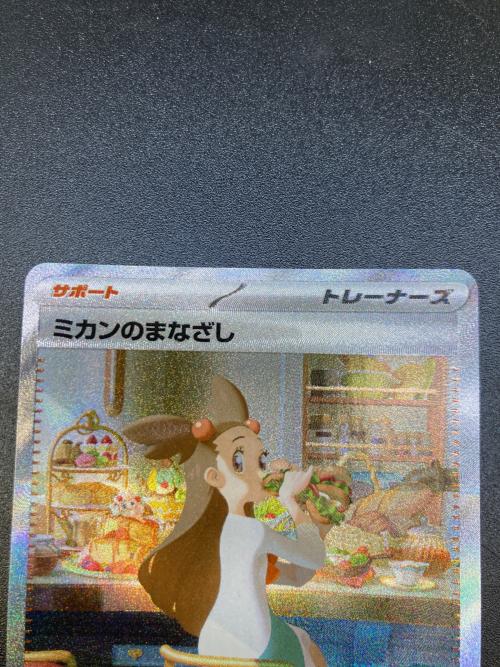 サポート
トレーナーズ
ミカンのまなざし